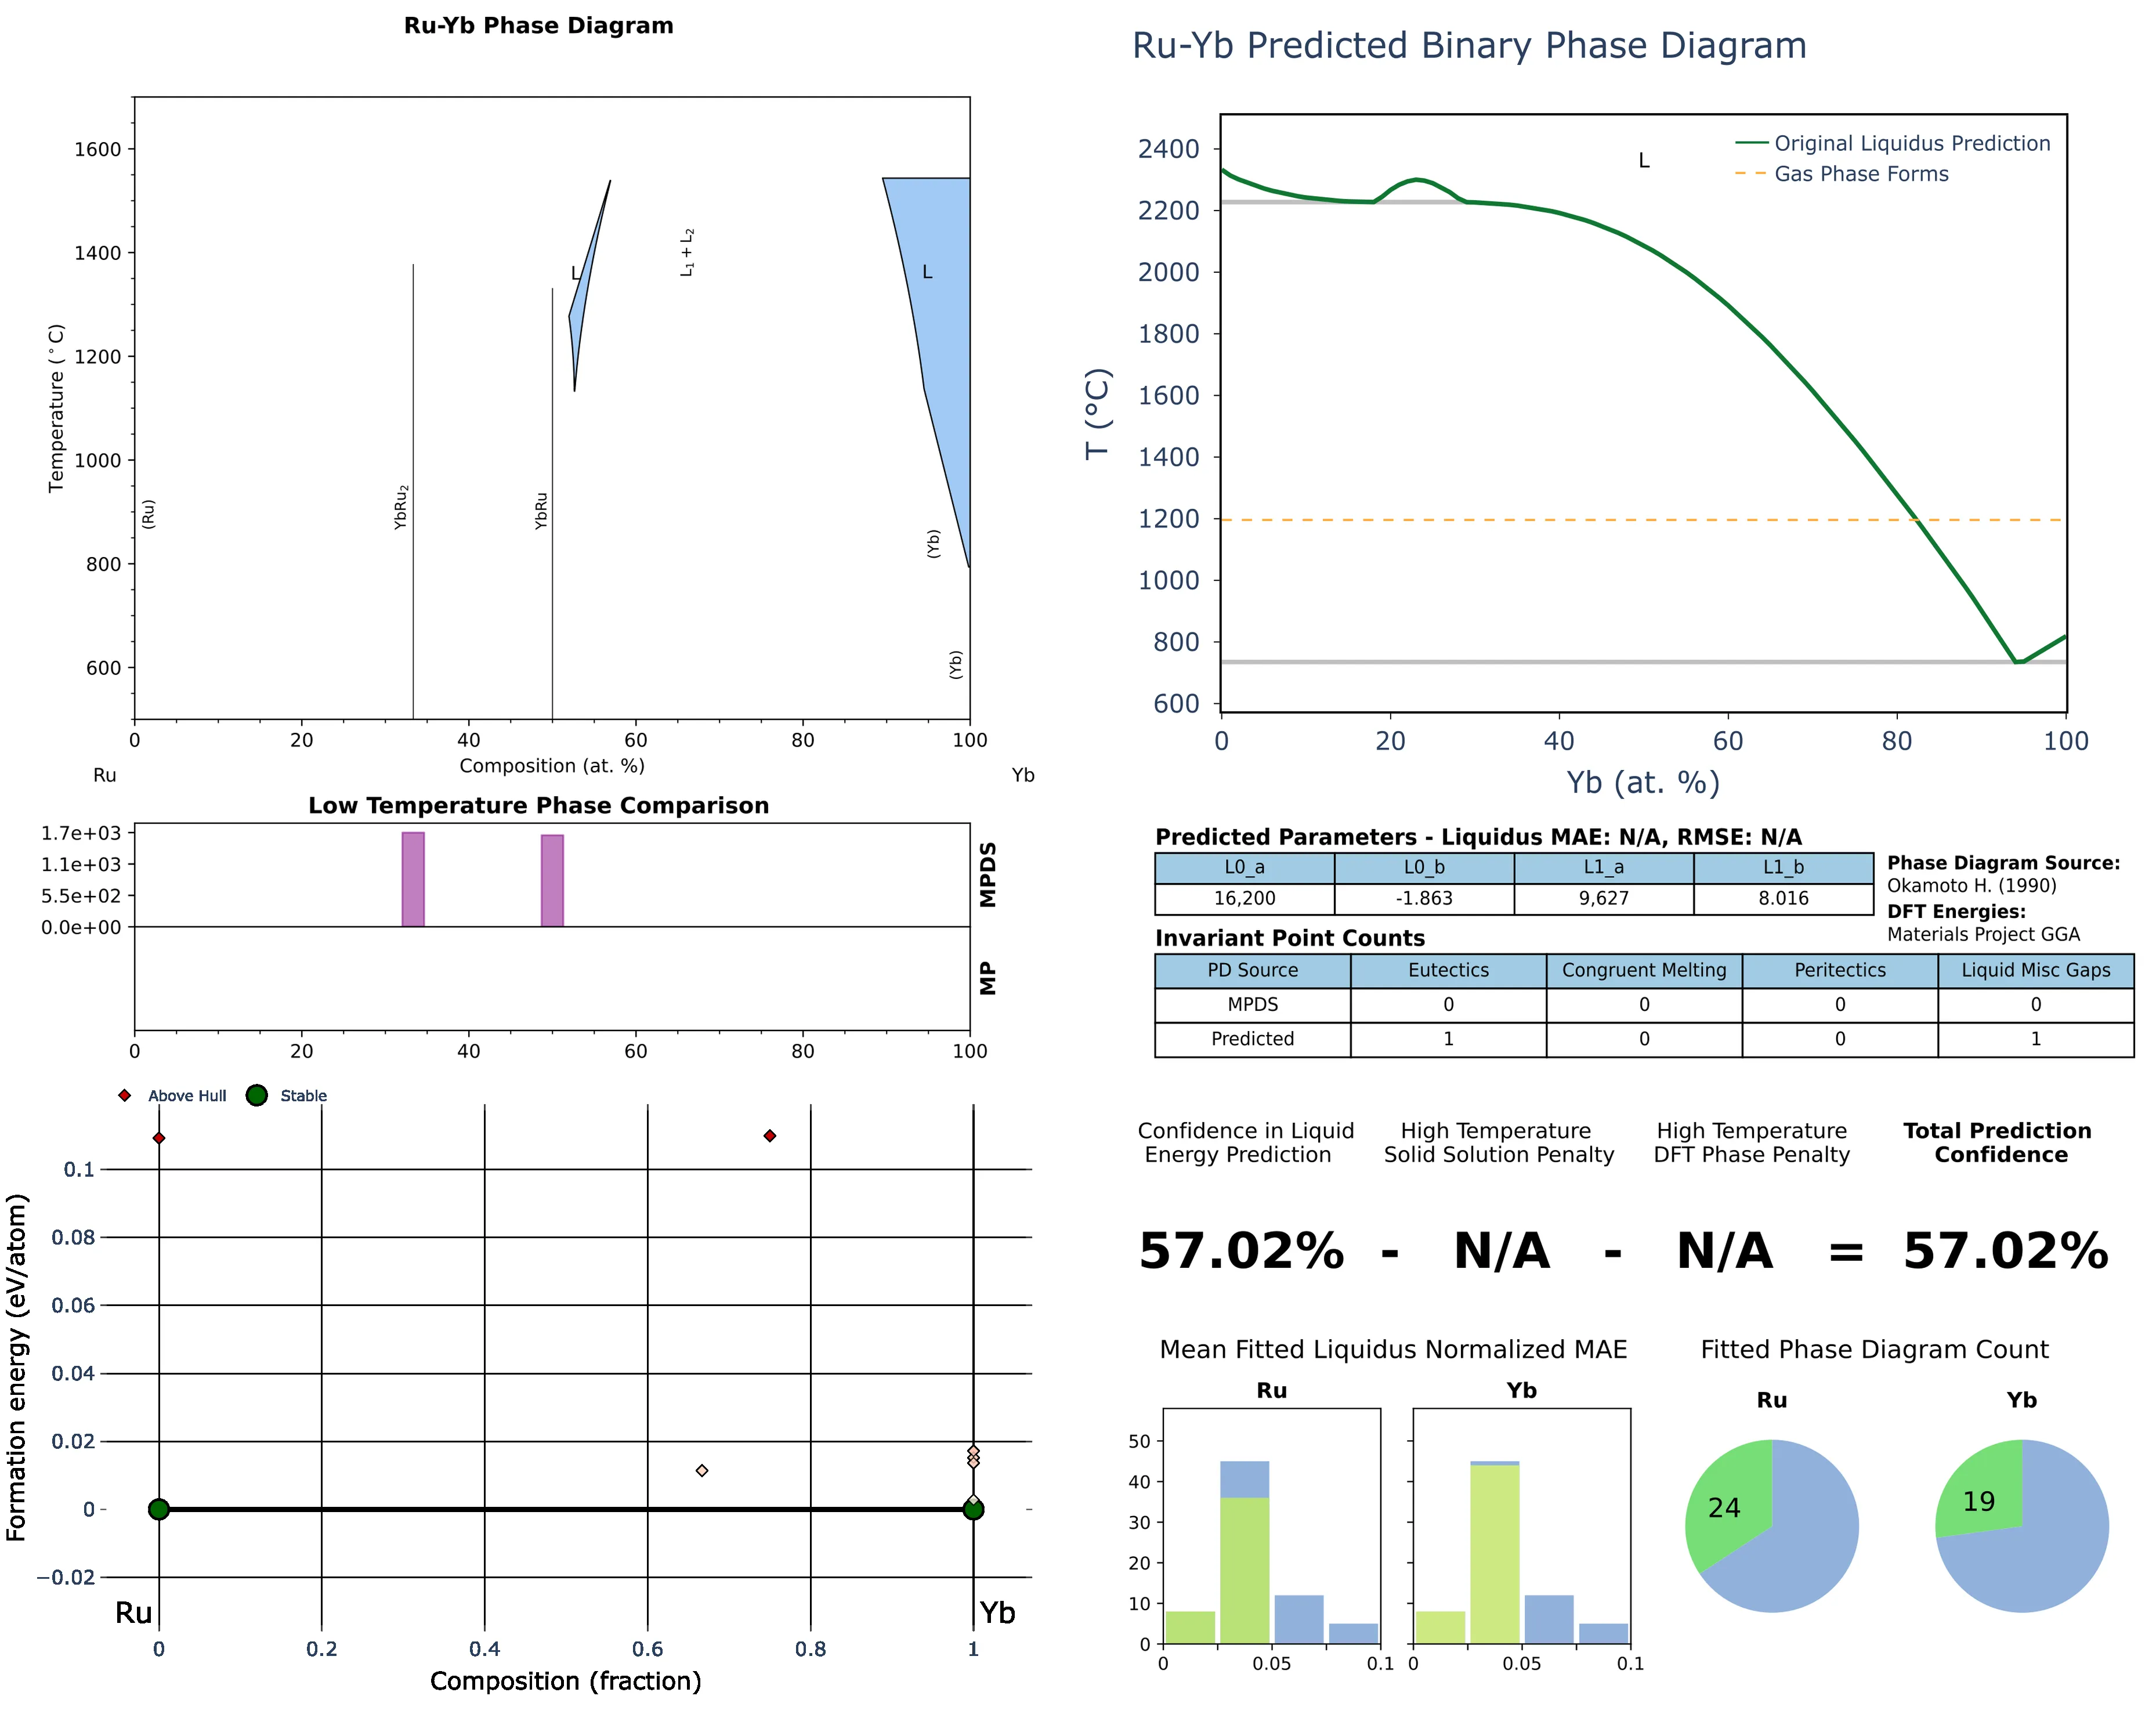 Ru-Yb Phase Diagram
1600
1400
1200
1000
800
600
Temperature (°C)
(Ru)
YbRu₂
YbRu
L
L₁ + L₂
L
(Yb)
(Yb)
0 20 40 60 80 100
Composition (at. %)
Ru Yb
Low Temperature Phase Comparison
1.7e+03
1.1e+03
5.5e+02
0.0e+00
MPDS
MP
0 20 40 60 80 100
Above Hull Stable
0.1
0.08
0.06
0.04
0.02
0
−0.02
Formation energy (eV/atom)
Ru Yb
0 0.2 0.4 0.6 0.8 1
Composition (fraction)
Ru-Yb Predicted Binary Phase Diagram
2400
2200
2000
1800
1600
1400
1200
1000
800
600
T (°C)
L
Original Liquidus Prediction
Gas Phase Forms
0 20 40 60 80 100
Yb (at. %)
Predicted Parameters - Liquidus MAE: N/A, RMSE: N/A
L0_a L0_b L1_a L1_b
16,200 -1.863 9,627 8.016
Phase Diagram Source:
Okamoto H. (1990)
DFT Energies:
Materials Project GGA
Invariant Point Counts
PD Source Eutectics Congruent Melting Peritectics Liquid Misc Gaps
MPDS 0 0 0 0
Predicted 1 0 0 1
Confidence in Liquid
Energy Prediction
High Temperature
Solid Solution Penalty
High Temperature
DFT Phase Penalty
Total Prediction
Confidence
57.02% - N/A - N/A = 57.02%
Mean Fitted Liquidus Normalized MAE
Ru Yb
50
40
30
20
10
0
0 0.05 0.1 0 0.05 0.1
Fitted Phase Diagram Count
Ru Yb
24 19